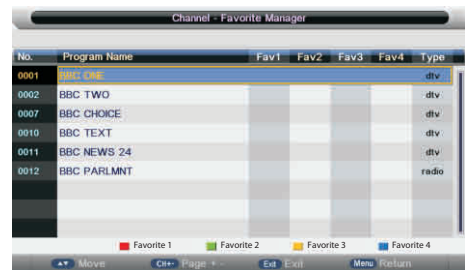 Channel - Favorite Manager
No. Program Name Fav1 Fav2 Fav3 Fav4 Type
0001 BBC ONE dtv
0002 BBC TWO dtv
0007 BBC CHOICE dtv
0010 BBC TEXT dtv
0011 BBC NEWS 24 dtv
0012 BBC PARLMNT radio
Favorite 1 Favorite 2 Favorite 3 Favorite 4
▲▼ Move CH+- Page + - Exit Exit Menu Return